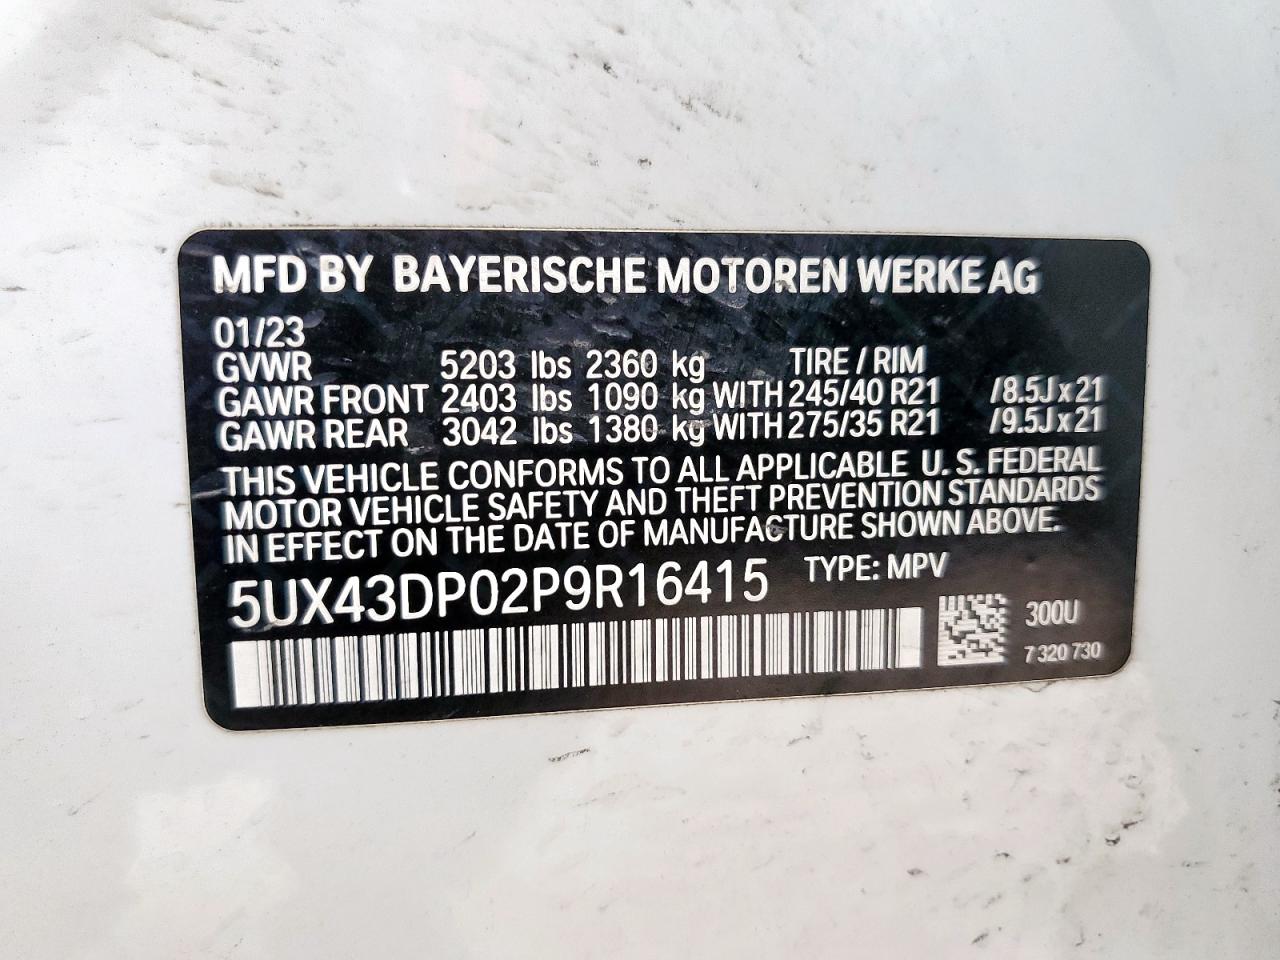 MFD BY BAYERISCHE MOTOREN WERKE AG
01/23
GVWR 5203 lbs 2360 kg TIRE / RIM
GAWR FRONT 2403 lbs 1090 kg WITH 245/40 R21 /8.5J x 21
GAWR REAR 3042 lbs 1380 kg WITH 275/35 R21 /9.5J x 21
THIS VEHICLE CONFORMS TO ALL APPLICABLE U. S. FEDERAL
MOTOR VEHICLE SAFETY AND THEFT PREVENTION STANDARDS
IN EFFECT ON THE DATE OF MANUFACTURE SHOWN ABOVE.
5UX43DP02P9R16415 TYPE: MPV
300U
7 320 730